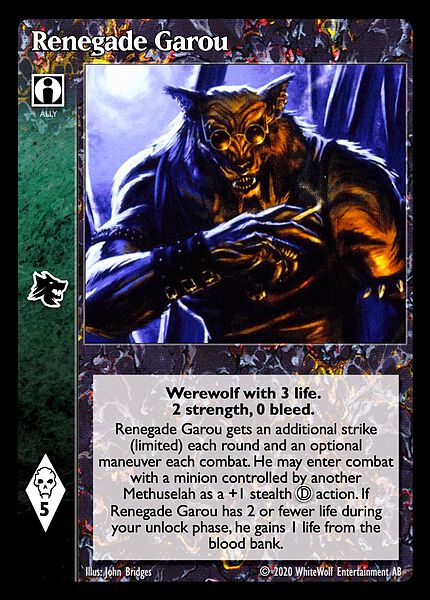 Renegade Garou
ALLY
Werewolf with 3 life.
2 strength, 0 bleed.
Renegade Garou gets an additional strike
(limited) each round and an optional
maneuver each combat. He may enter combat
with a minion controlled by another
Methuselah as a +1 stealth Ⓓ action. If
Renegade Garou has 2 or fewer life during
your unlock phase, he gains 1 life from the
blood bank.
5
Illus: John Bridges
© 2020 WhiteWolf Entertainment AB